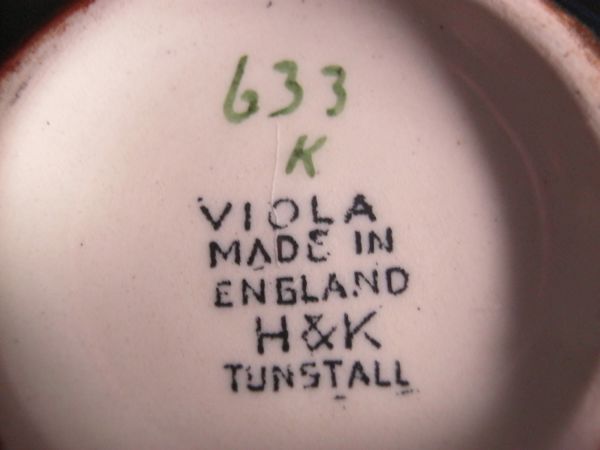 633
K
VIOLA
MADE IN
ENGLAND
H&K
TUNSTALL